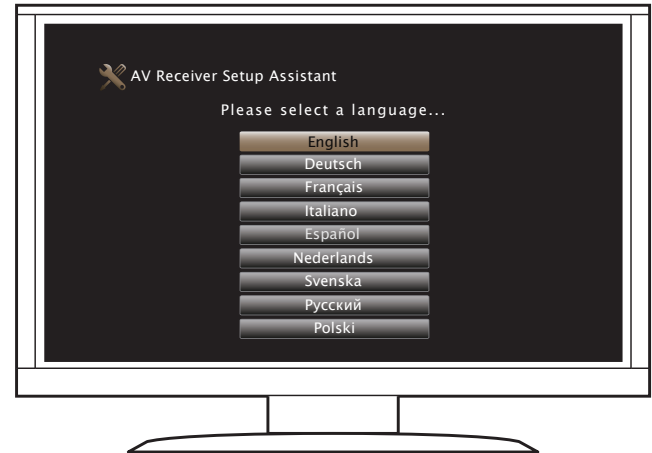 AV Receiver Setup Assistant
Please select a language...
English
Deutsch
Français
Italiano
Español
Nederlands
Svenska
Русский
Polski